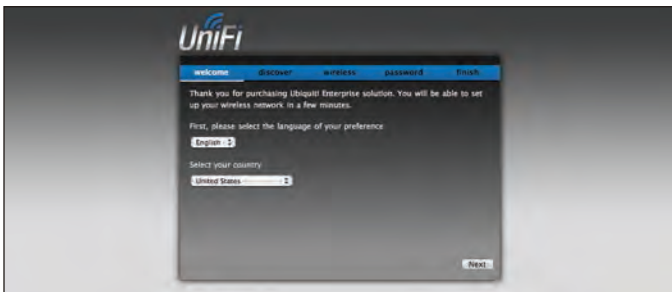 UniFi
welcome discover wireless password finish
Thank you for purchasing Ubiquiti Enterprise solution. You will be able to set
up your wireless network in a few minutes.
First, please select the language of your preference
English
Select your country
United States
Next